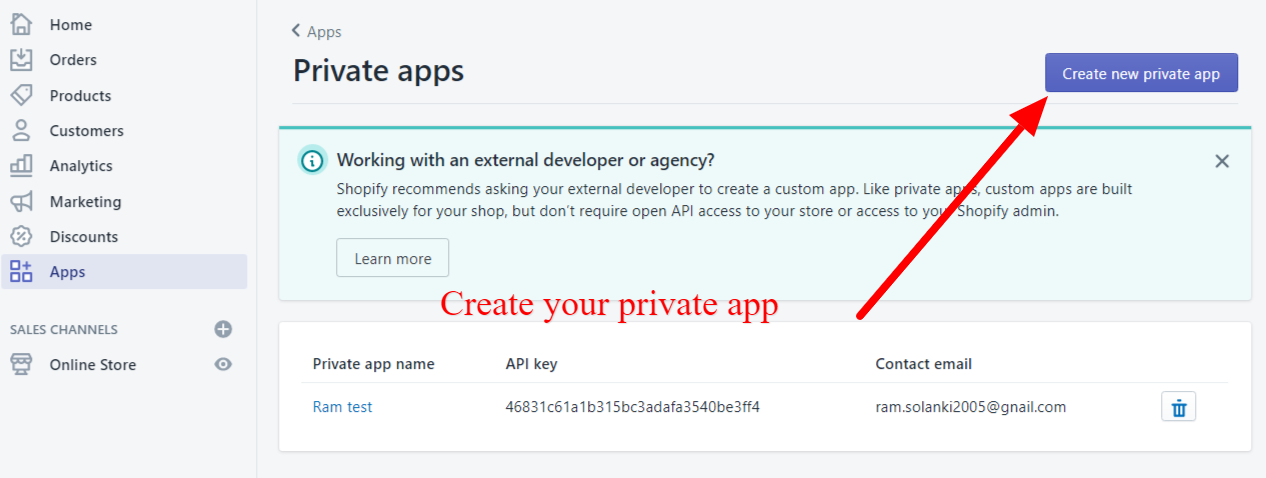 Home
Orders
Products
Customers
Analytics
Marketing
Discounts
Apps
SALES CHANNELS
Online Store
Apps
Private apps
Create new private app
Working with an external developer or agency?
Shopify recommends asking your external developer to create a custom app. Like private apps, custom apps are built
exclusively for your shop, but don't require open API access to your store or access to your Shopify admin.
Learn more
Create your private app
Private app name API key Contact email
Ram test 46831c61a1b315bc3adafa3540be3ff4 ram.solanki2005@gnail.com